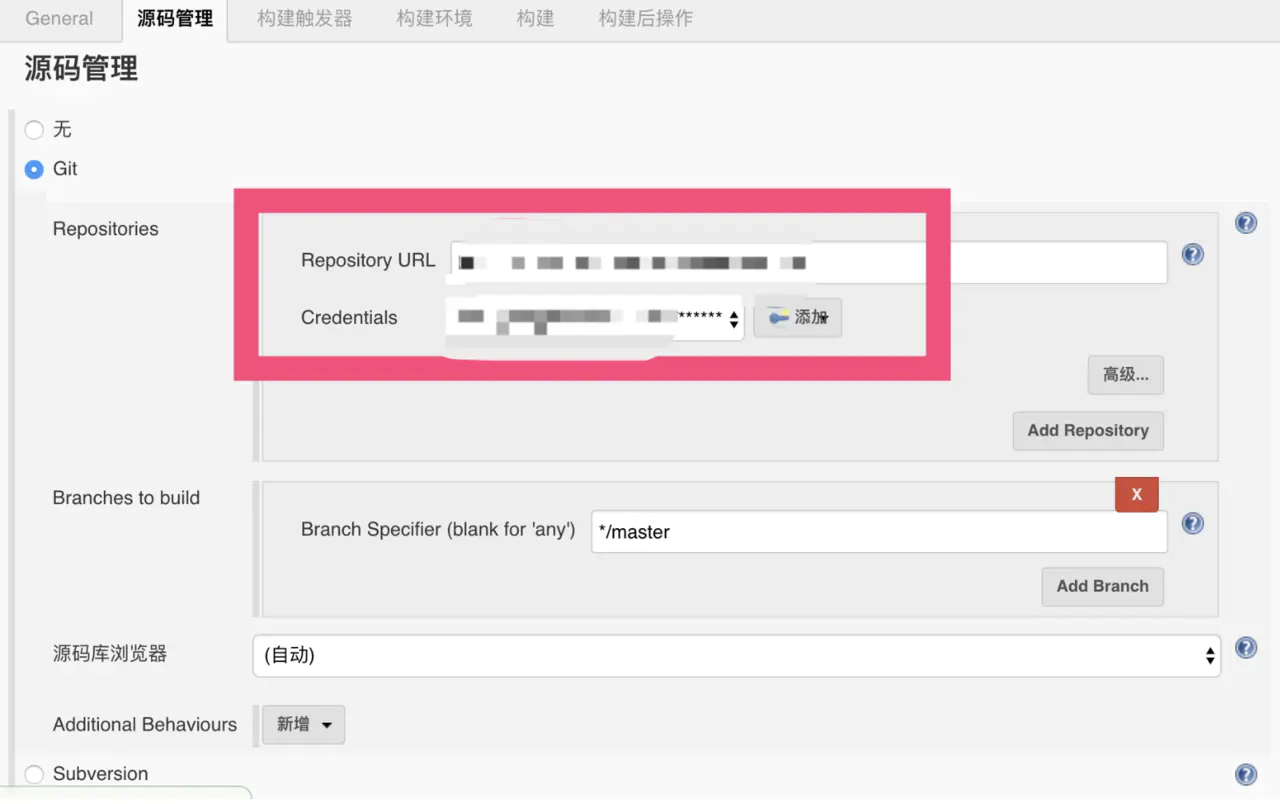 General 源码管理 构建触发器 构建环境 构建 构建后操作
源码管理
无
Git
Repositories
Repository URL
Credentials ****** 添加
高级...
Add Repository
Branches to build
X
Branch Specifier (blank for 'any') */master
Add Branch
源码库浏览器 (自动)
Additional Behaviours 新增
Subversion